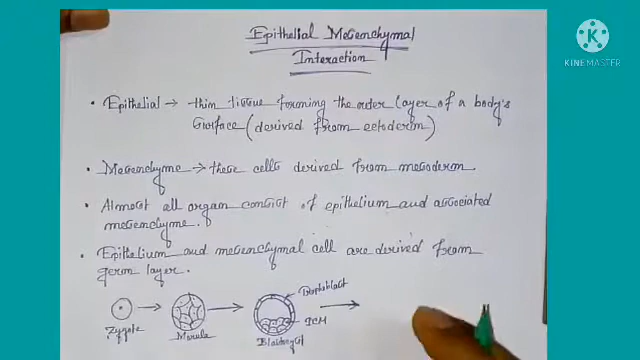 Epithelial Mesenchymal
Interaction
• Epithelial → thin tissue forming the outer layer of a body's
surface (derived from ectoderm)
• Mesenchyme → these cells derived from mesoderm.
• Almost all organ consist of epithelium and associated
mesenchyme.
• Epithelium and mesenchymal cell are derived from
germ layer.
Zygote
Morula
ICM
Blastocyst
K
KINEMASTER